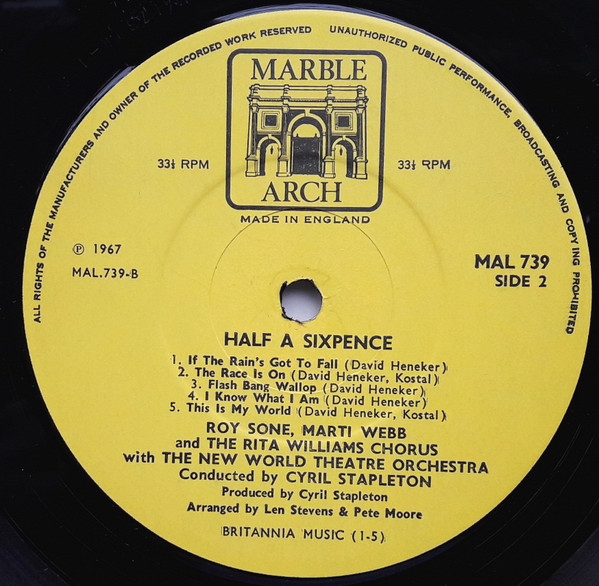 ALL RIGHTS OF THE MANUFACTURERS AND OWNER OF THE RECORDED WORK RESERVED UNAUTHORIZED PUBLIC PERFORMANCE, BROADCASTING AND COPYING PROHIBITED
MARBLE
ARCH
33⅓ RPM
33⅓ RPM
MADE IN ENGLAND
℗ 1967
MAL.739-B
MAL 739
SIDE 2
HALF A SIXPENCE
1. If The Rain's Got To Fall (David Heneker)
2. The Race Is On (David Heneker, Kostal)
3. Flash Bang Wallop (David Heneker)
4. I Know What I Am (David Heneker)
5. This Is My World (David Heneker, Kostal)
ROY SONE, MARTI WEBB
and THE RITA WILLIAMS CHORUS
with THE NEW WORLD THEATRE ORCHESTRA
Conducted by CYRIL STAPLETON
Produced by Cyril Stapleton
Arranged by Len Stevens & Pete Moore
BRITANNIA MUSIC (1-5)